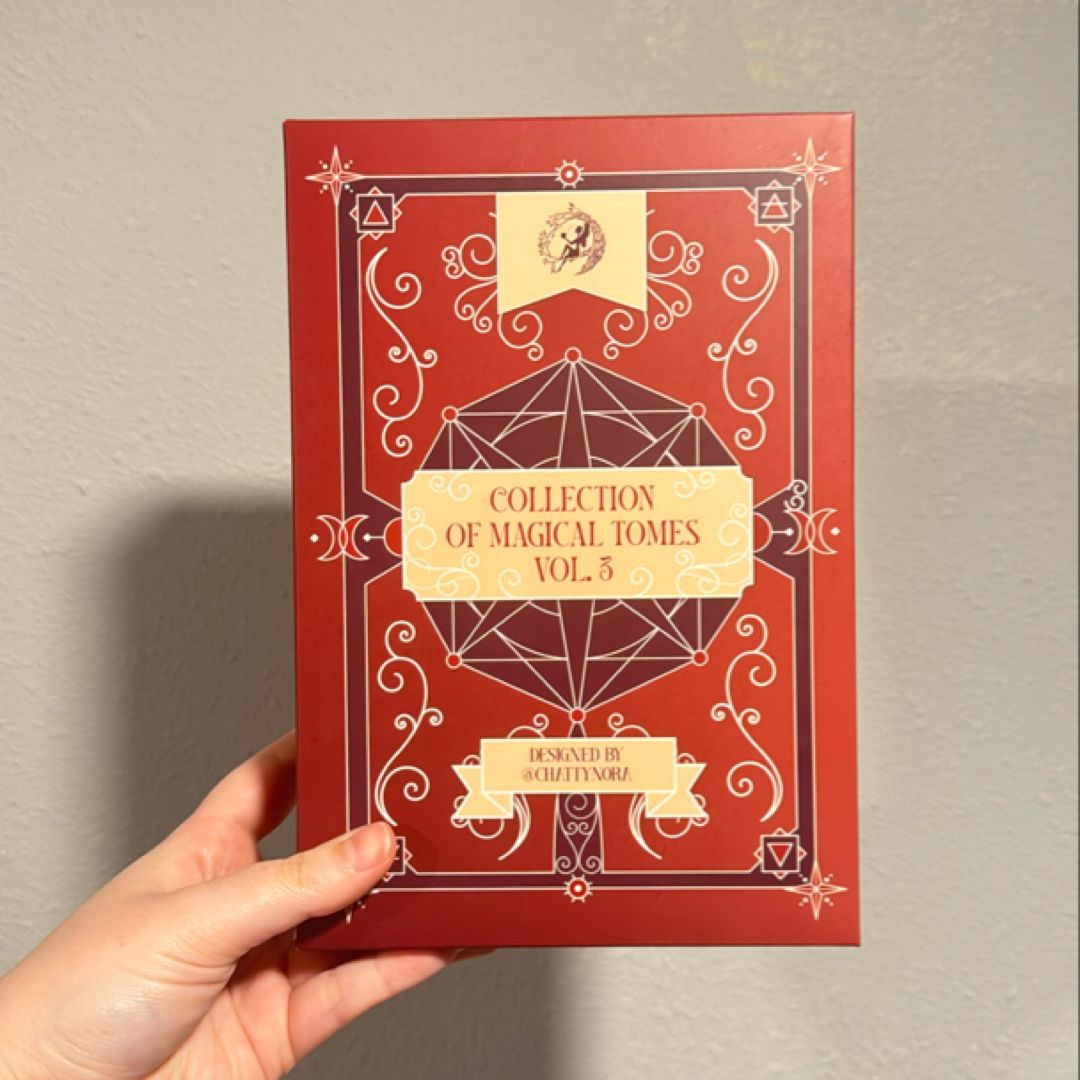 COLLECTION
OF MAGICAL TOMES
VOL. 3
DESIGNED BY
@CHATTYNORA